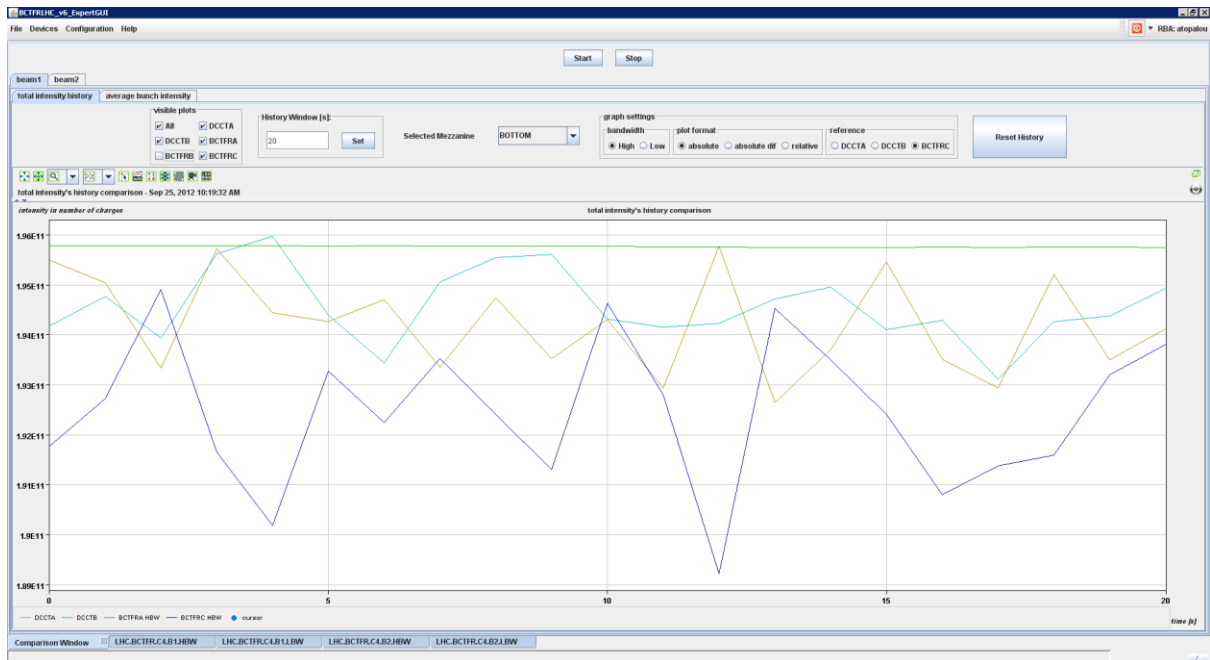 BCTFRLHC_v6_ExpertGUI
File Devices Configuration Help
RBA: atopalou
Start Stop
beam1 beam2
total intensity history average bunch intensity
visible plots
All DCCTA
DCCTB BCTFRA
BCTFRB BCTFRC
History Window [s]:
20 Set
Selected Mezzanine BOTTOM
graph settings
bandwidth plot format reference
High Low absolute absolute dif relative DCCTA DCCTB BCTFRC
Reset History
total intensity's history comparison - Sep 25, 2012 10:19:32 AM
intensity in number of charges total intensity's history comparison
1.96E11
1.95E11
1.94E11
1.93E11
1.92E11
1.91E11
1.9E11
1.89E11
0 5 10 15 20
DCCTA DCCTB BCTFRA HBW BCTFRC HBW cursor
time [s]
Comparison Window LHC.BCTFR.C4.B1.HBW LHC.BCTFR.C4.B1.LBW LHC.BCTFR.C4.B2.HBW LHC.BCTFR.C4.B2.LBW